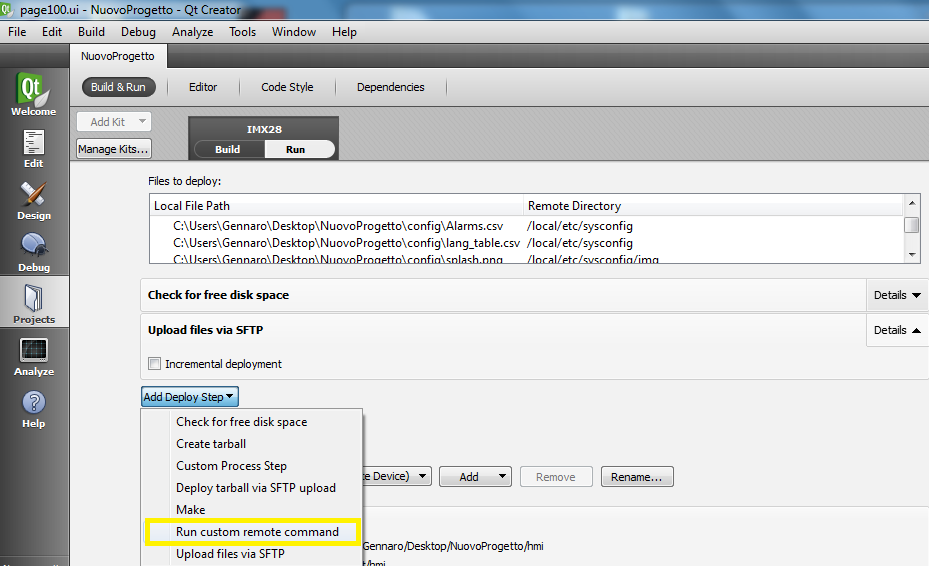 page100.ui - NuovoProgetto - Qt Creator
File Edit Build Debug Analyze Tools Window Help
NuovoProgetto
Build & Run Editor Code Style Dependencies
Qt
Welcome
Edit
Design
Debug
Projects
Analyze
Help
Add Kit
Manage Kits...
IMX28
Build Run
Files to deploy:
Local File Path Remote Directory
C:\Users\Gennaro\Desktop\NuovoProgetto\config\Alarms.csv /local/etc/sysconfig
C:\Users\Gennaro\Desktop\NuovoProgetto\config\lang_table.csv /local/etc/sysconfig
C:\Users\Gennaro\Desktop\NuovoProgetto\config\splash.png /local/etc/sysconfig/img
Check for free disk space Details
Upload files via SFTP Details
Incremental deployment
Add Deploy Step
Check for free disk space
Create tarball
Custom Process Step
Deploy tarball via SFTP upload
Make
Run custom remote command
Upload files via SFTP
Device) Add Remove Rename...
Gennaro/Desktop/NuovoProgetto/hmi